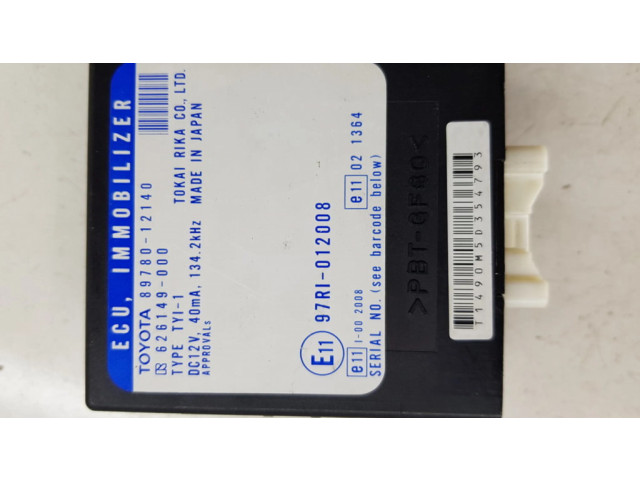 ECU, IMMOBILIZER
TOYOTA 89780-12140
DS 626149-000
TYPE TYI-1 TOKAI RIKA CO., LTD.
DC12V, 40mA, 134.2kHz MADE IN JAPAN
APPROVALs
E11 97RI-012008
e11 I-00 2008 e11 02 1364
SERIAL NO. (see barcode below)
>PBT-GF30<
T1490M5D354793